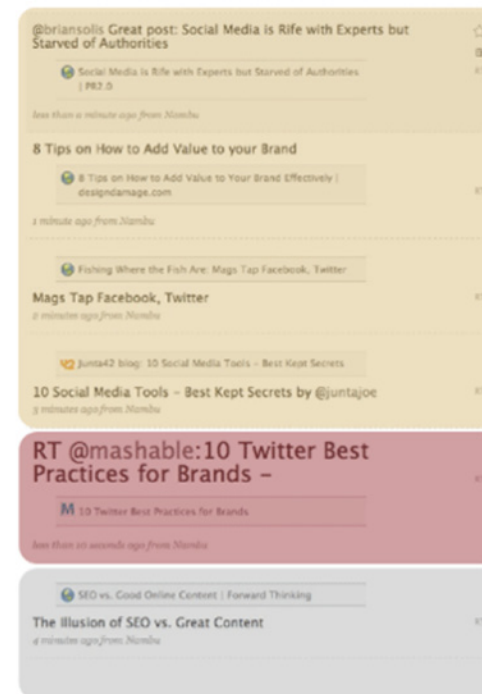 @briansolis Great post: Social Media is Rife with Experts but
Starved of Authorities
Social Media is Rife with Experts but Starved of Authorities
| PR2.0
less than a minute ago from Nambu
8 Tips on How to Add Value to your Brand
8 Tips on How to Add Value to Your Brand Effectively |
designdamage.com
1 minute ago from Nambu
Fishing Where the Fish Are: Mags Tap Facebook, Twitter
Mags Tap Facebook, Twitter
2 minutes ago from Nambu
Junta42 blog: 10 Social Media Tools – Best Kept Secrets
10 Social Media Tools – Best Kept Secrets by @juntajoe
3 minutes ago from Nambu
RT @mashable:10 Twitter Best
Practices for Brands –
M 10 Twitter Best Practices for Brands
less than 10 seconds ago from Nambu
SEO vs. Good Online Content | Forward Thinking
The Illusion of SEO vs. Great Content
4 minutes ago from Nambu